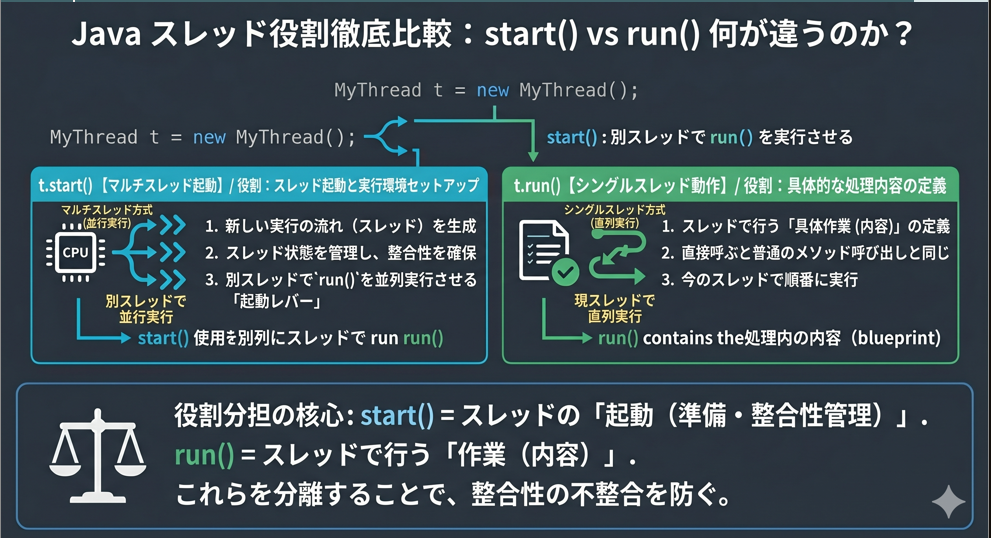 Java スレッド役割徹底比較：start() vs run() 何が違うのか？
MyThread t = new MyThread();
MyThread t = new MyThread();
start() : 別スレッドで run() を実行させる
t.start()【マルチスレッド起動】/ 役割：スレッド起動と実行環境セットアップ
マルチスレッド方式
(並行実行)
CPU
1. 新しい実行の流れ（スレッド）を生成
2. スレッド状態を管理し、整合性を確保
3. 別スレッドで`run()`を並列実行させる
「起動レバー」
別スレッドで
並行実行
start() 使用を別列にスレッドで run run()
t.run()【シングルスレッド動作】/ 役割：具体的な処理内容の定義
シングルスレッド方式
(直列実行)
1. スレッドで行う「具体作業 (内容)」の定義
2. 直接呼ぶと普通のメソッド呼び出しと同じ
3. 今のスレッドで順番に実行
現スレッドで
直列実行
run() contains the処理内の内容（blueprint）
役割分担の核心: start() = スレッドの「起動（準備・整合性管理）」.
run() = スレッドで行う「作業（内容）」.
これらを分離することで、整合性の不整合を防ぐ。